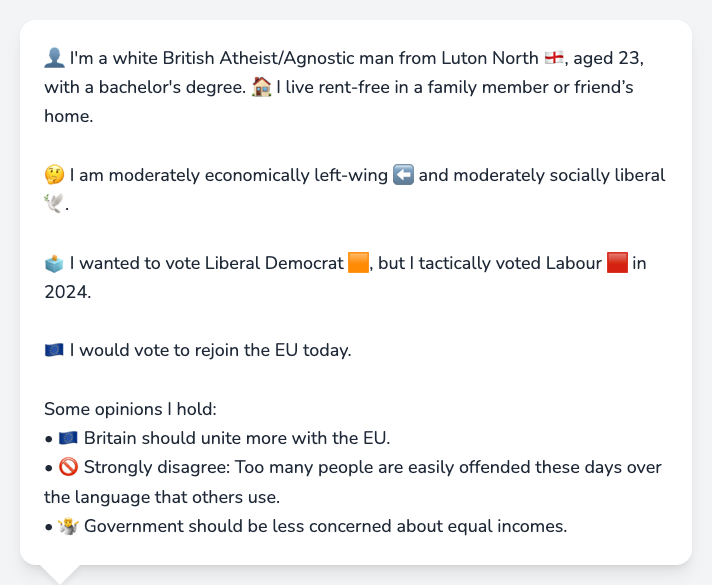 👤 I'm a white British Atheist/Agnostic man from Luton North 🏴󠁧󠁢󠁥󠁮󠁧󠁿, aged 23,
with a bachelor's degree. 🏠 I live rent-free in a family member or friend’s
home.
🤔 I am moderately economically left-wing ⬅️ and moderately socially liberal
🕊️.
🗳️ I wanted to vote Liberal Democrat 🟧, but I tactically voted Labour 🟥 in
2024.
🇪🇺 I would vote to rejoin the EU today.
Some opinions I hold:
• 🇪🇺 Britain should unite more with the EU.
• 🚫 Strongly disagree: Too many people are easily offended these days over
the language that others use.
• 🤷 Government should be less concerned about equal incomes.